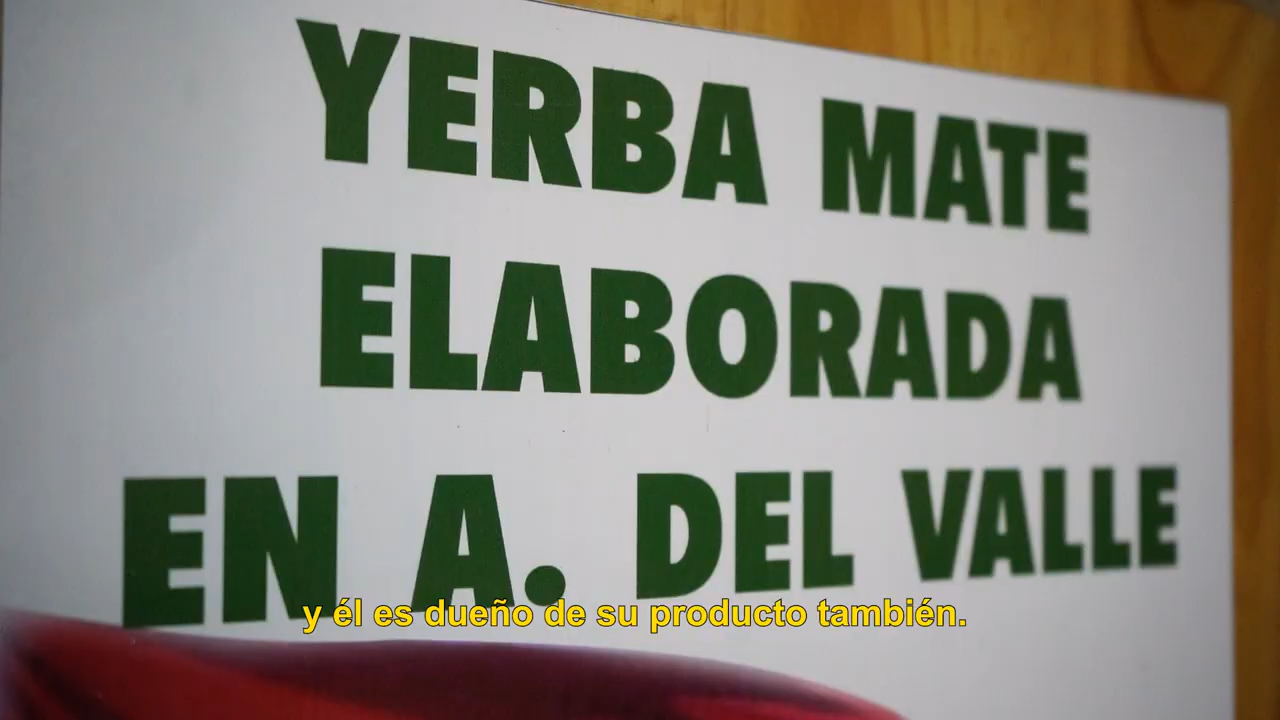 YERBA MATE
ELABORADA
EN A. DEL VALLE
y él es dueño de su producto también.